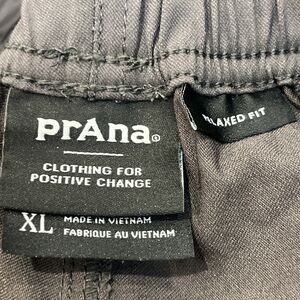 prAna®
CLOTHING FOR
POSITIVE CHANGE
XL MADE IN VIETNAM
FABRIQUE AU VIETNAM
RELAXED FIT